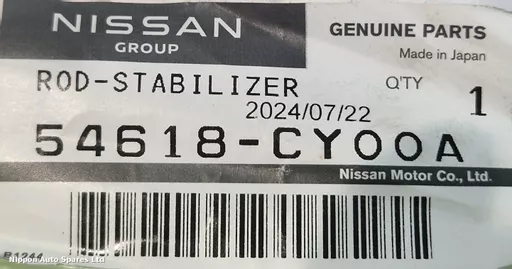 NISSAN
GROUP
GENUINE PARTS
Made in Japan
ROD-STABILIZER
Q'TY
1
2024/07/22
54618-CY00A
Nissan Motor Co., Ltd.
Nippon Auto Spares Ltd